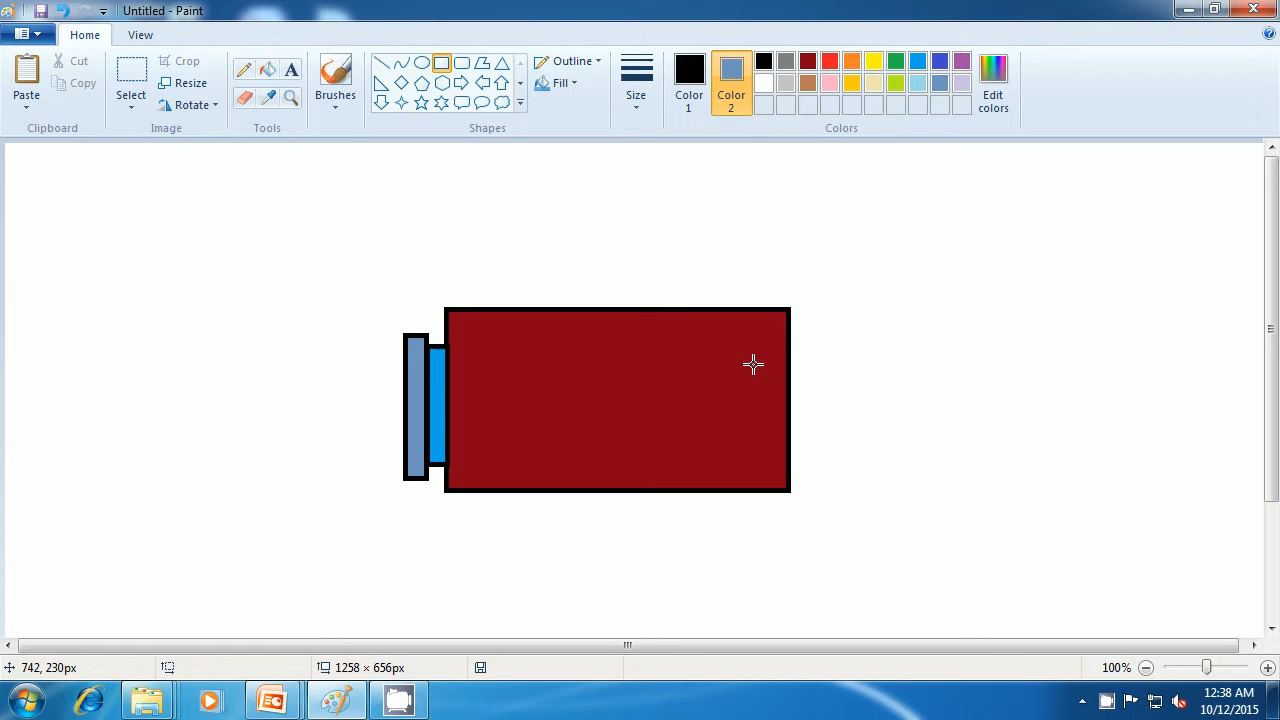 Untitled - Paint
Home View
Paste
Cut
Copy
Clipboard
Select
Crop
Resize
Rotate
Image
A
Tools
Brushes
Shapes
Outline
Fill
Size
Color 1
Color 2
Edit colors
Colors
742, 230px
1258 × 656px
100%
12:38 AM
10/12/2015